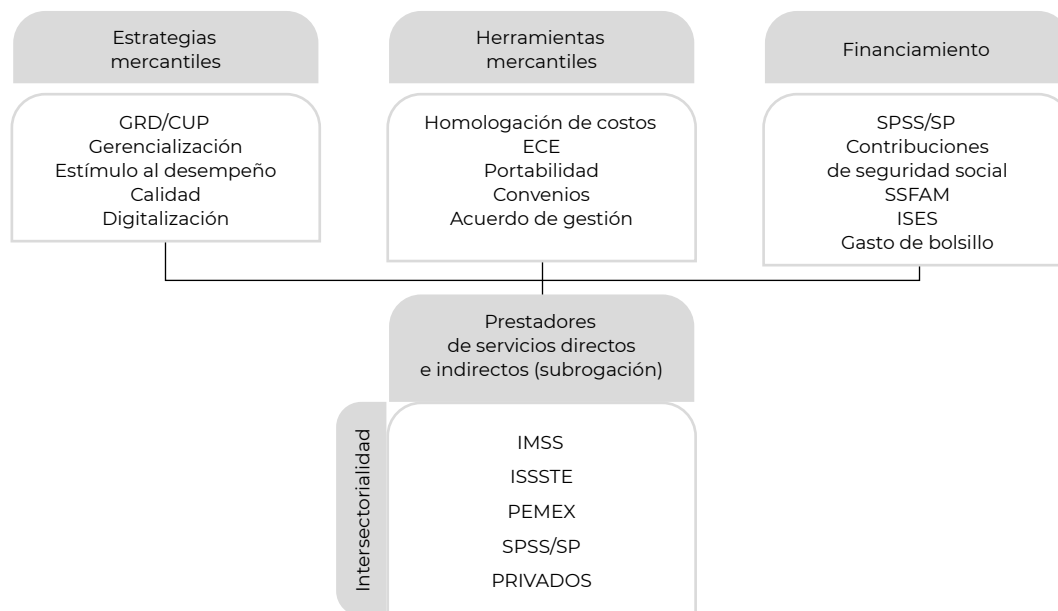 Estrategias
mercantiles
GRD/CUP
Gerencialización
Estímulo al desempeño
Calidad
Digitalización
Herramientas
mercantiles
Homologación de costos
ECE
Portabilidad
Convenios
Acuerdo de gestión
Financiamiento
SPSS/SP
Contribuciones
de seguridad social
SSFAM
ISES
Gasto de bolsillo
Prestadores
de servicios directos
e indirectos (subrogación)
Intersectorialidad
IMSS
ISSSTE
PEMEX
SPSS/SP
PRIVADOS